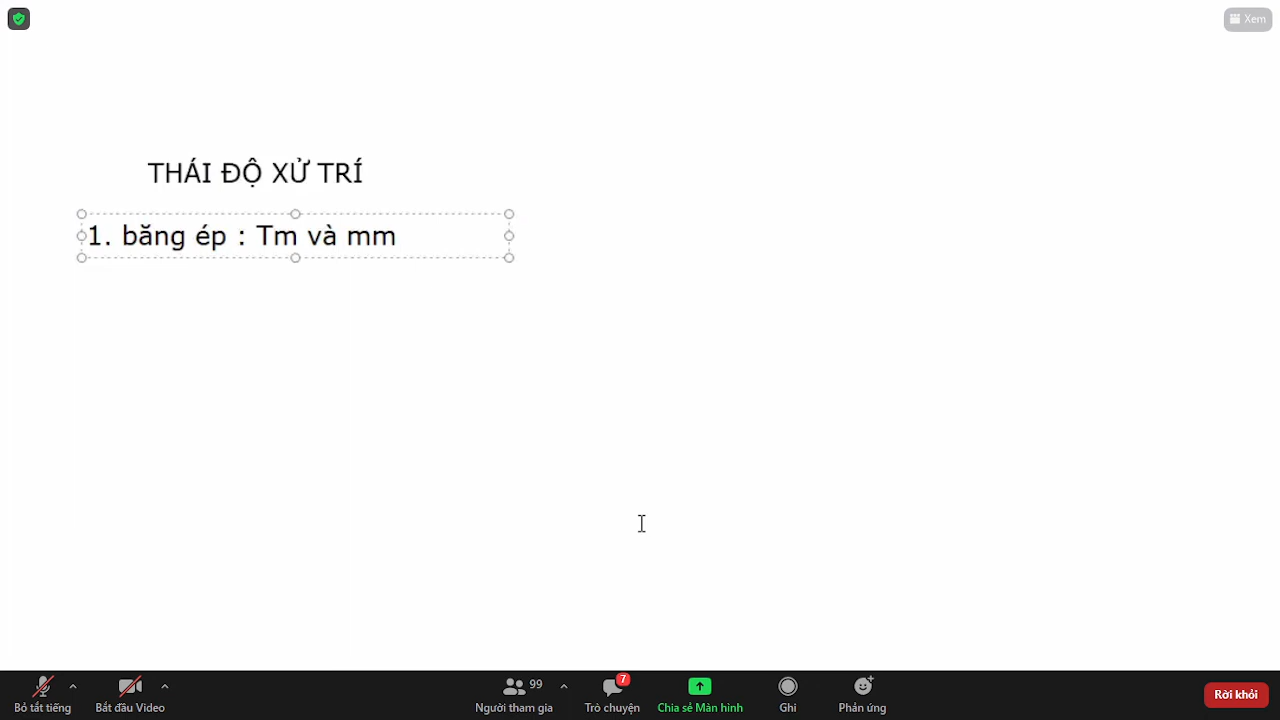 Xem
THÁI ĐỘ XỬ TRÍ
1. băng ép : Tm và mm
Bỏ tắt tiếng
Bắt đầu Video
99
Người tham gia
7
Trò chuyện
Chia sẻ Màn hình
Ghi
Phản ứng
Rời khỏi